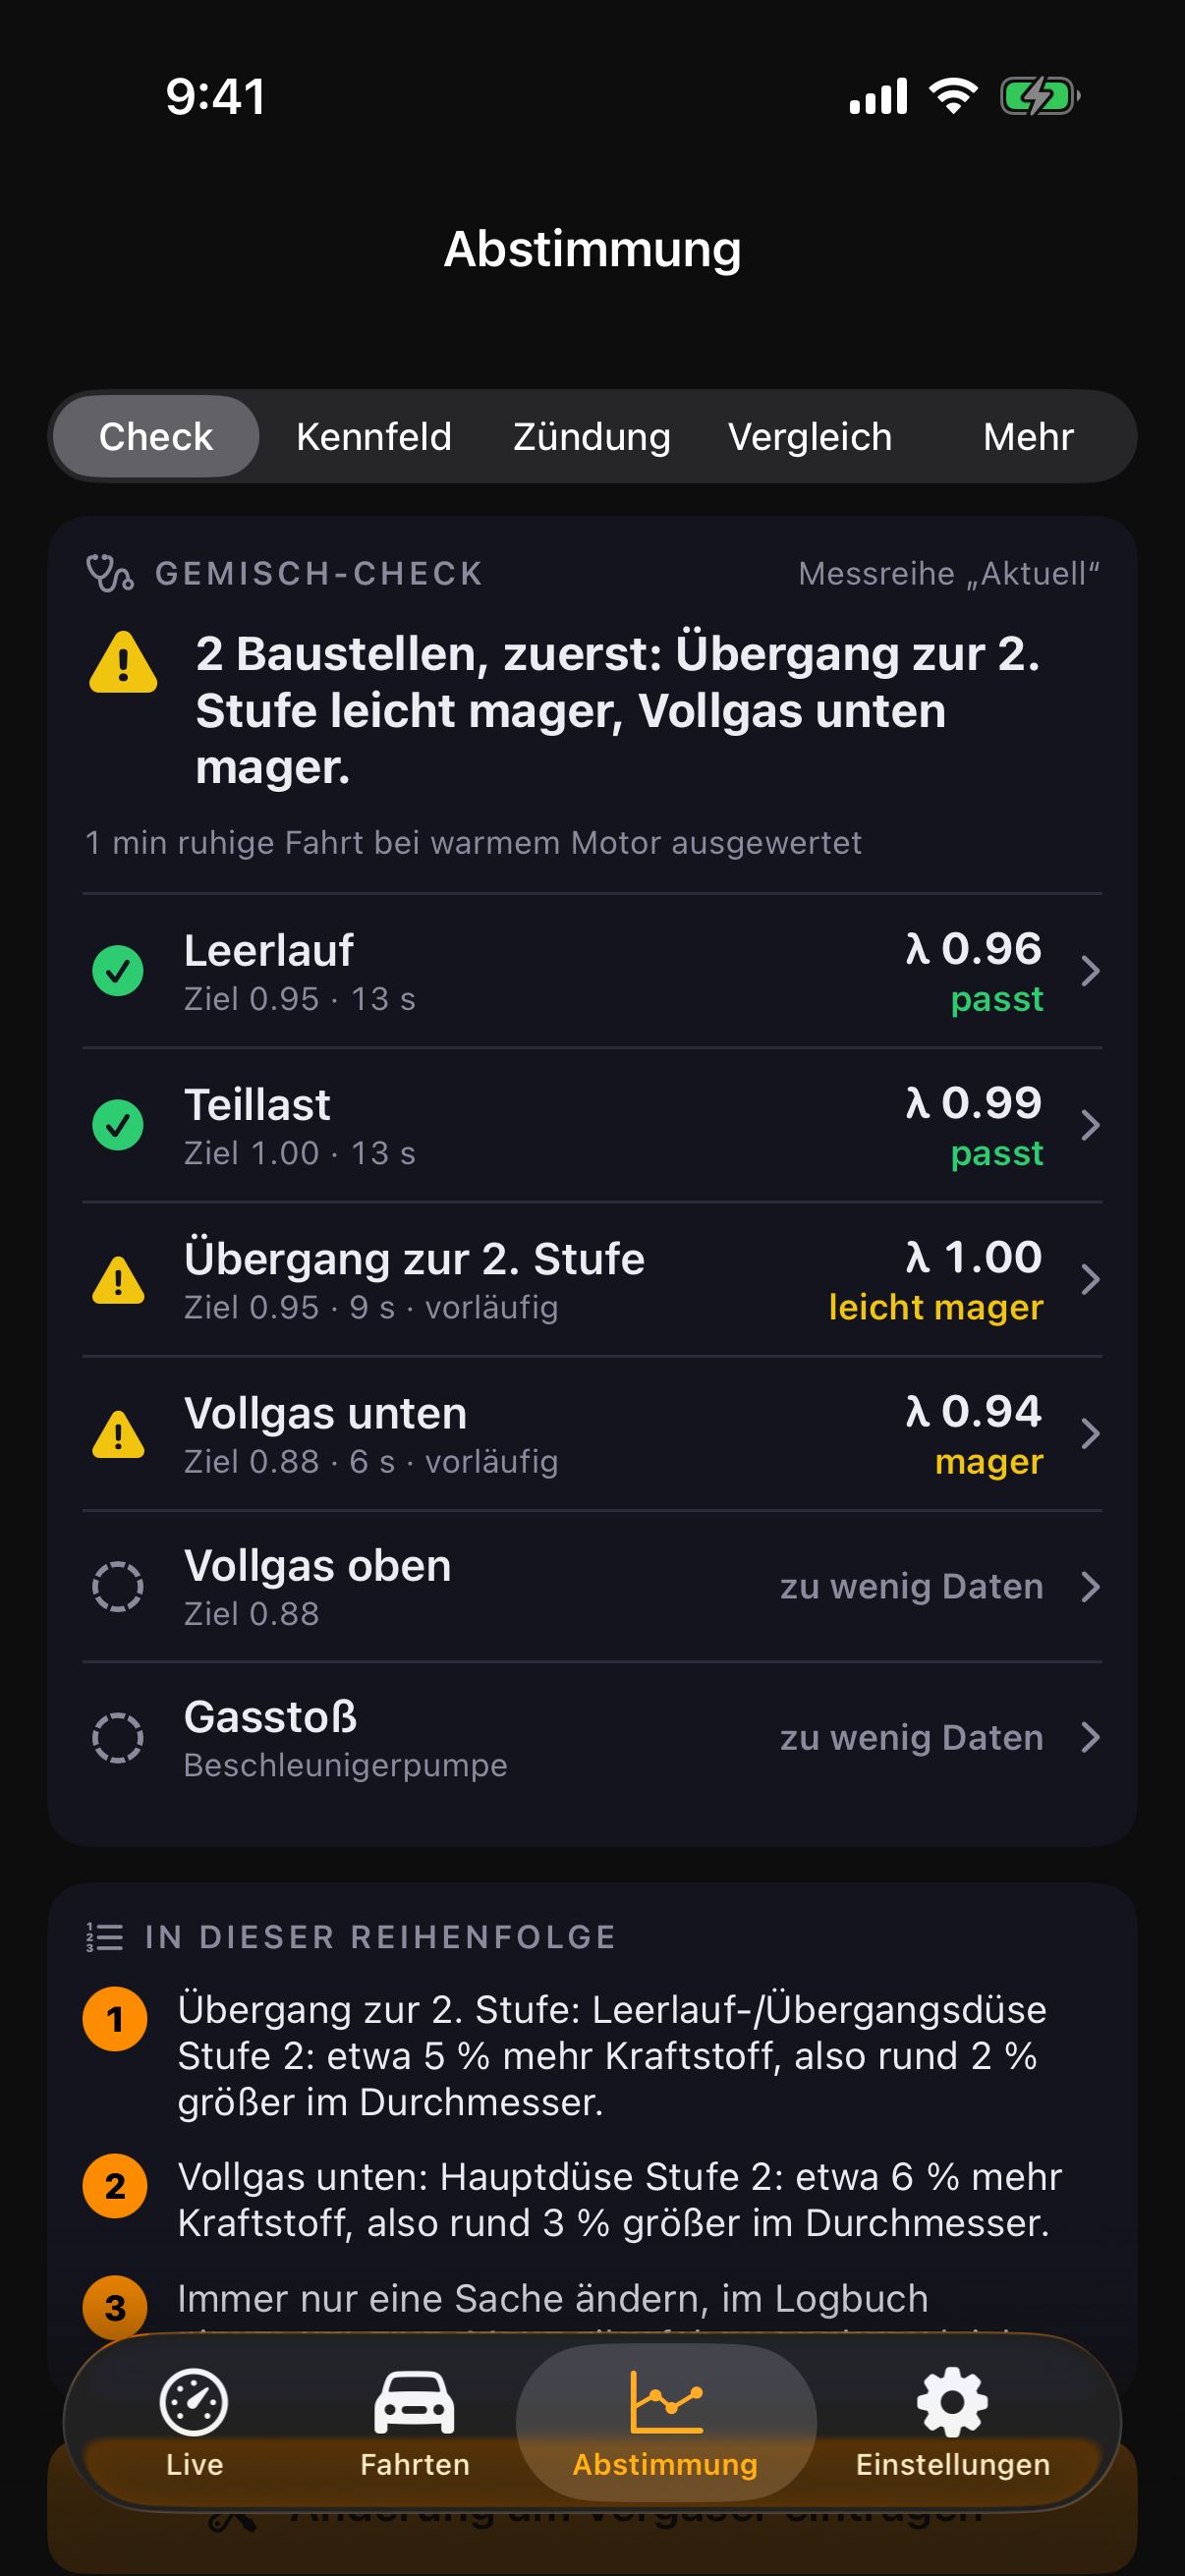 9:41
Abstimmung
Check Kennfeld Zündung Vergleich Mehr
GEMISCH-CHECK Messreihe „Aktuell“
2 Baustellen, zuerst: Übergang zur 2.
Stufe leicht mager, Vollgas unten
mager.
1 min ruhige Fahrt bei warmem Motor ausgewertet
Leerlauf λ 0.96
Ziel 0.95 · 13 s passt
Teillast λ 0.99
Ziel 1.00 · 13 s passt
Übergang zur 2. Stufe λ 1.00
Ziel 0.95 · 9 s · vorläufig leicht mager
Vollgas unten λ 0.94
Ziel 0.88 · 6 s · vorläufig mager
Vollgas oben zu wenig Daten
Ziel 0.88
Gasstoß zu wenig Daten
Beschleunigerpumpe
IN DIESER REIHENFOLGE
1 Übergang zur 2. Stufe: Leerlauf-/Übergangsdüse
Stufe 2: etwa 5 % mehr Kraftstoff, also rund 2 %
größer im Durchmesser.
2 Vollgas unten: Hauptdüse Stufe 2: etwa 6 % mehr
Kraftstoff, also rund 3 % größer im Durchmesser.
3 Immer nur eine Sache ändern, im Logbuch
Live Fahrten Abstimmung Einstellungen
Änderung am Vergaser eintragen